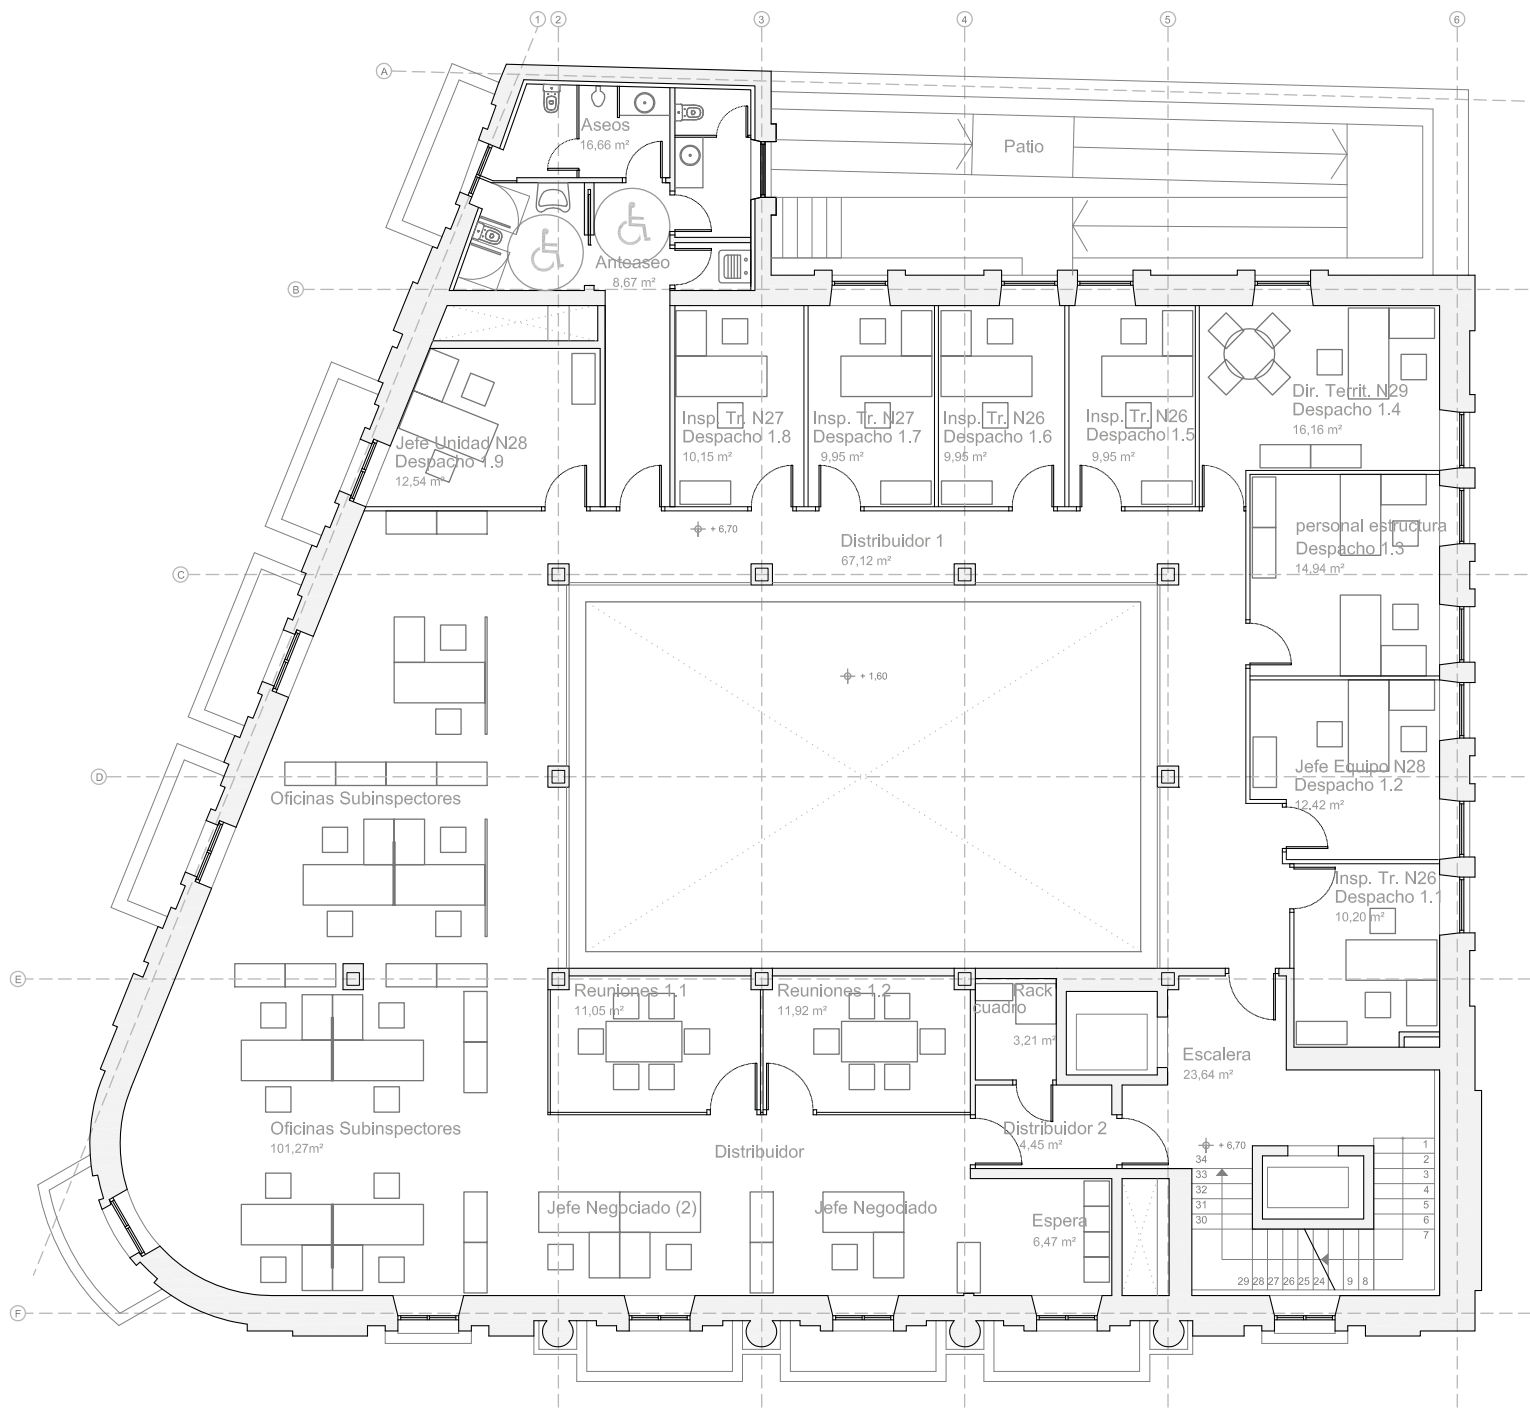 1 2 3 4 5 6
A
Aseos
16,66 m²
Patio
Anteaseo
8,67 m²
B
Jefe Unidad N28
Despacho 1.9
12,54 m²
Insp. Tr. N27
Despacho 1.8
10,15 m²
Insp. Tr. N27
Despacho 1.7
9,95 m²
Insp. Tr. N26
Despacho 1.6
9,95 m²
Insp. Tr. N26
Despacho 1.5
9,95 m²
Dir. Territ. N29
Despacho 1.4
16,16 m²
+ 6,70
Distribuidor 1
67,12 m²
personal estructura
Despacho 1.3
14,94 m²
C
+ 1,60
D
Oficinas Subinspectores
Jefe Equipo N28
Despacho 1.2
12,42 m²
Insp. Tr. N26
Despacho 1.1
10,20 m²
E
Reuniones 1.1
11,05 m²
Reuniones 1.2
11,92 m²
Rack
cuadro
3,21 m²
Escalera
23,64 m²
Oficinas Subinspectores
101,27m²
Distribuidor
Distribuidor 2
4,45 m²
+ 6,70
34
33
32
31
30
1
2
3
4
5
6
7
Jefe Negociado (2)
Jefe Negociado
Espera
6,47 m²
29 28 27 26 25 24 9 8
F